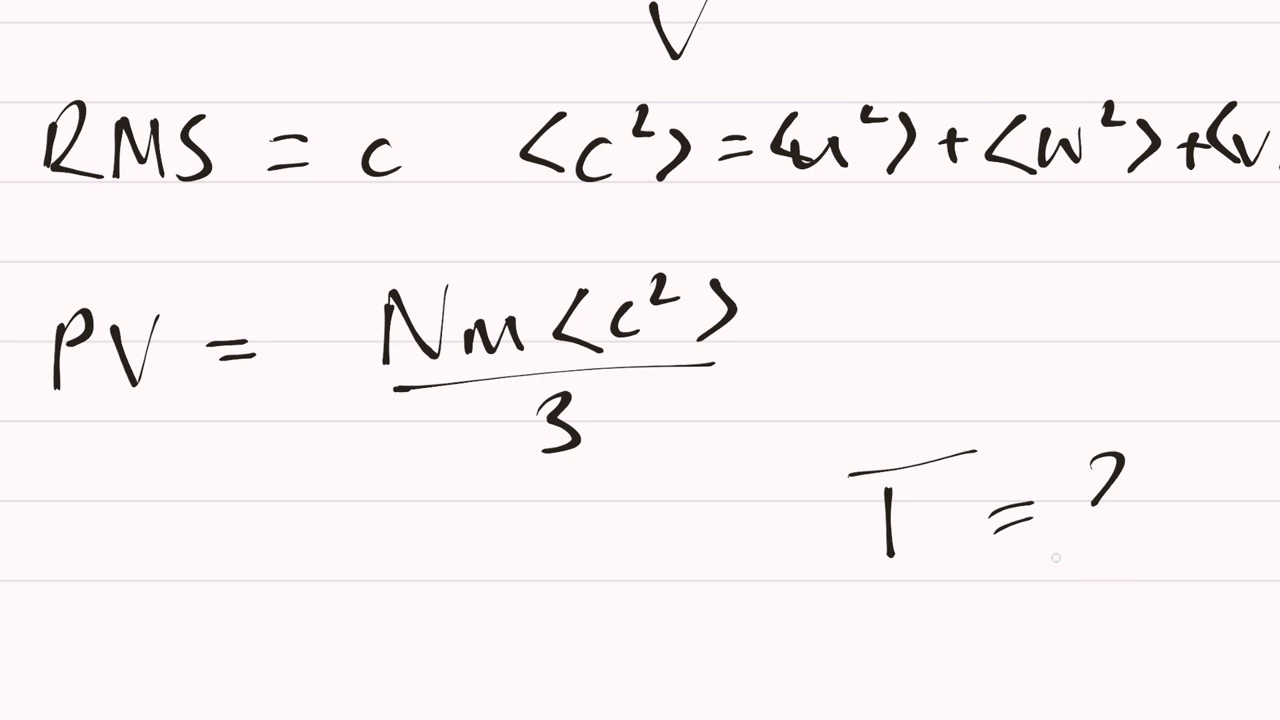 V
RMS = c <c²> = <u²> + <w²> + <v
PV = Nm<c²>
3
T = ?